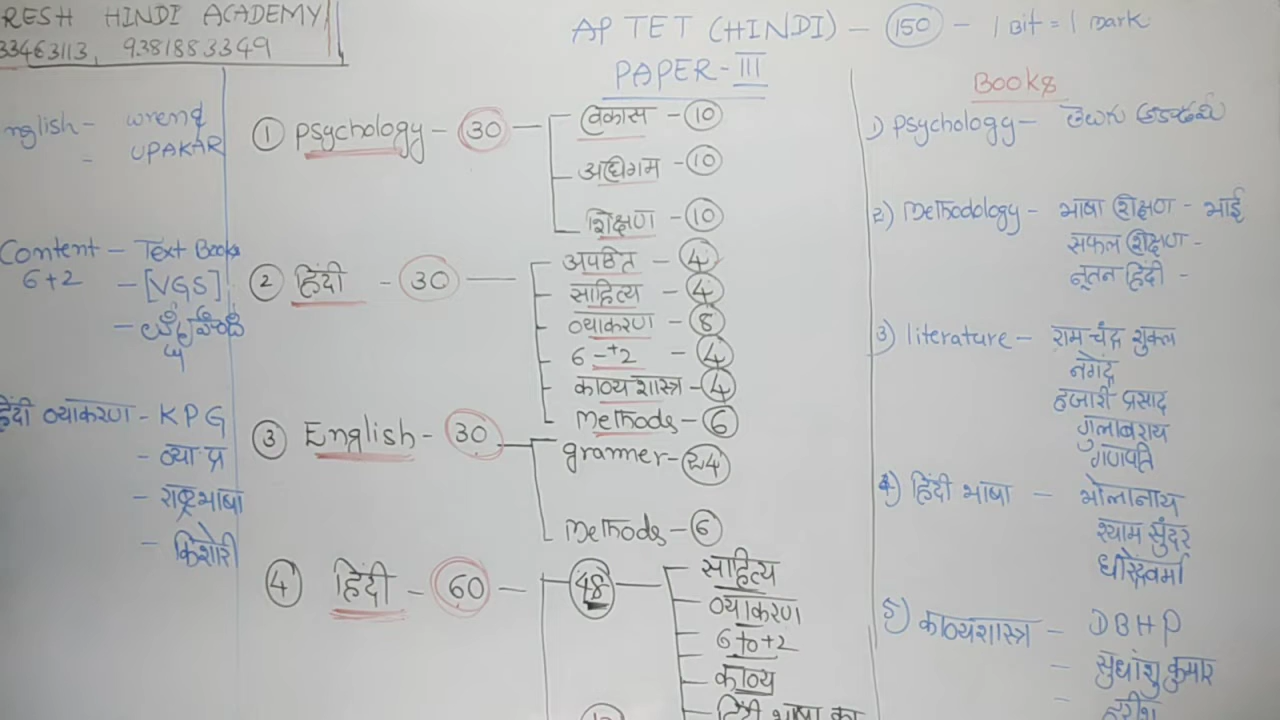 RESH HINDI ACADEMY
33463113, 9381883349
AP TET (HINDI) - 150 - 1 Bit = 1 mark
PAPER-III
nglish - wren
- UPAKAR
Content - Text Books
6+2 - [VGS]
हिंदी व्याकरण - KPG
- व्या प्र
- राष्ट्रभाषा
- किशोरी
① Psychology - 30
विकास - 10
अधिगम - 10
शिक्षण - 10
② हिंदी - 30
अपठित - 4
साहित्य - 4
व्याकरण - 8
6 - +2 - 4
काव्य शास्त्र - 4
Methods - 6
③ English - 30
grammer - 24
Methods - 6
④ हिंदी - 60
48
साहित्य
व्याकरण
6 to +2
काव्य
हिंदी भाषा का
Books
1) Psychology - తెలుగు అకాడమి
2) Methodology - भाषा शिक्षण - भाई
सफल शिक्षण -
नूतन हिंदी -
3) literature - राम चंद्र शुक्ल
नगेंद्र
हजारी प्रसाद
गुलाबराय
गणपति
4) हिंदी भाषा - भोलानाथ
श्याम सुंदर
धीरेंद्रवर्मा
5) काव्यशास्त्र - DBHP
- सुधांशु कुमार